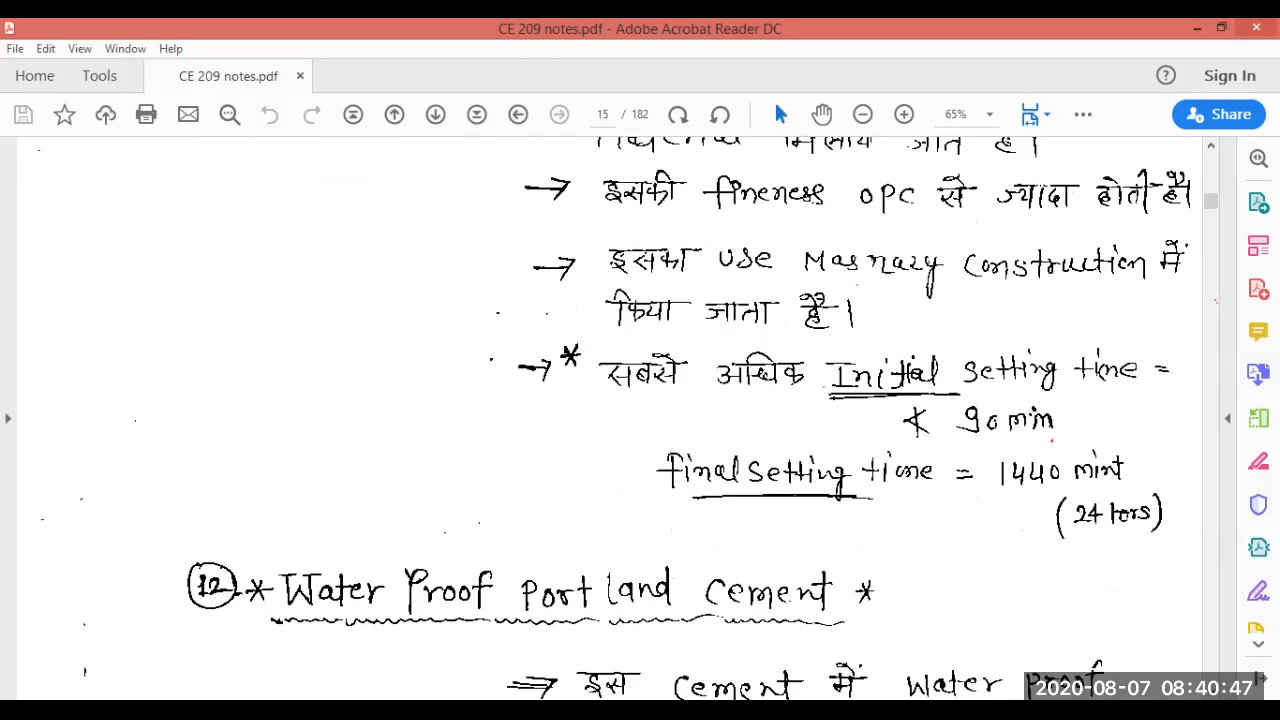 CE 209 notes.pdf - Adobe Acrobat Reader DC
File Edit View Window Help
Home Tools CE 209 notes.pdf × Sign In
15 / 182 65% Share
मिलाये जाते हैं।
→ इसकी fineness OPC से ज्यादा होती है।
→ इसका use Masnary Construction में
किया जाता है।
→ * सबसे अधिक Initial Setting time =
90 min
final Setting time = 1440 mint
(24 hrs)
12 * Water Proof Portland Cement *
⇒ इस Cement में Water Proof
2020-08-07 08:40:47